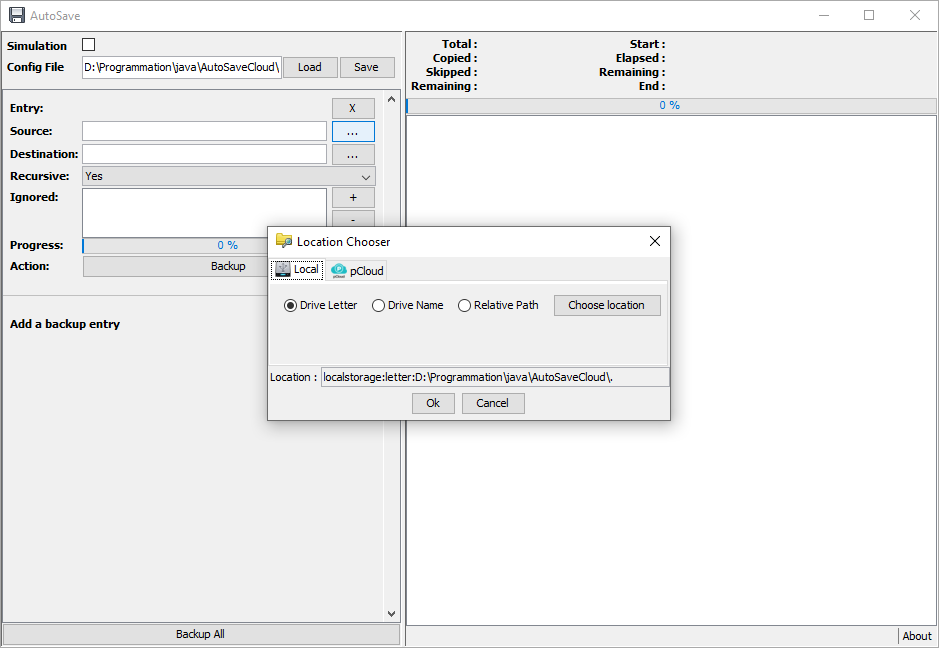 AutoSave
Simulation
Config File D:\Programmation\java\AutoSaveCloud\ Load Save
Entry: X
Source: ...
Destination: ...
Recursive: Yes
Ignored: +
-
Progress: 0 %
Action: Backup
Add a backup entry
Backup All
Total : Start :
Copied : Elapsed :
Skipped : Remaining :
Remaining : End :
0 %
Location Chooser
Local pCloud
Drive Letter Drive Name Relative Path Choose location
Location : localstorage:letter:D:\Programmation\java\AutoSaveCloud\.
Ok Cancel
About